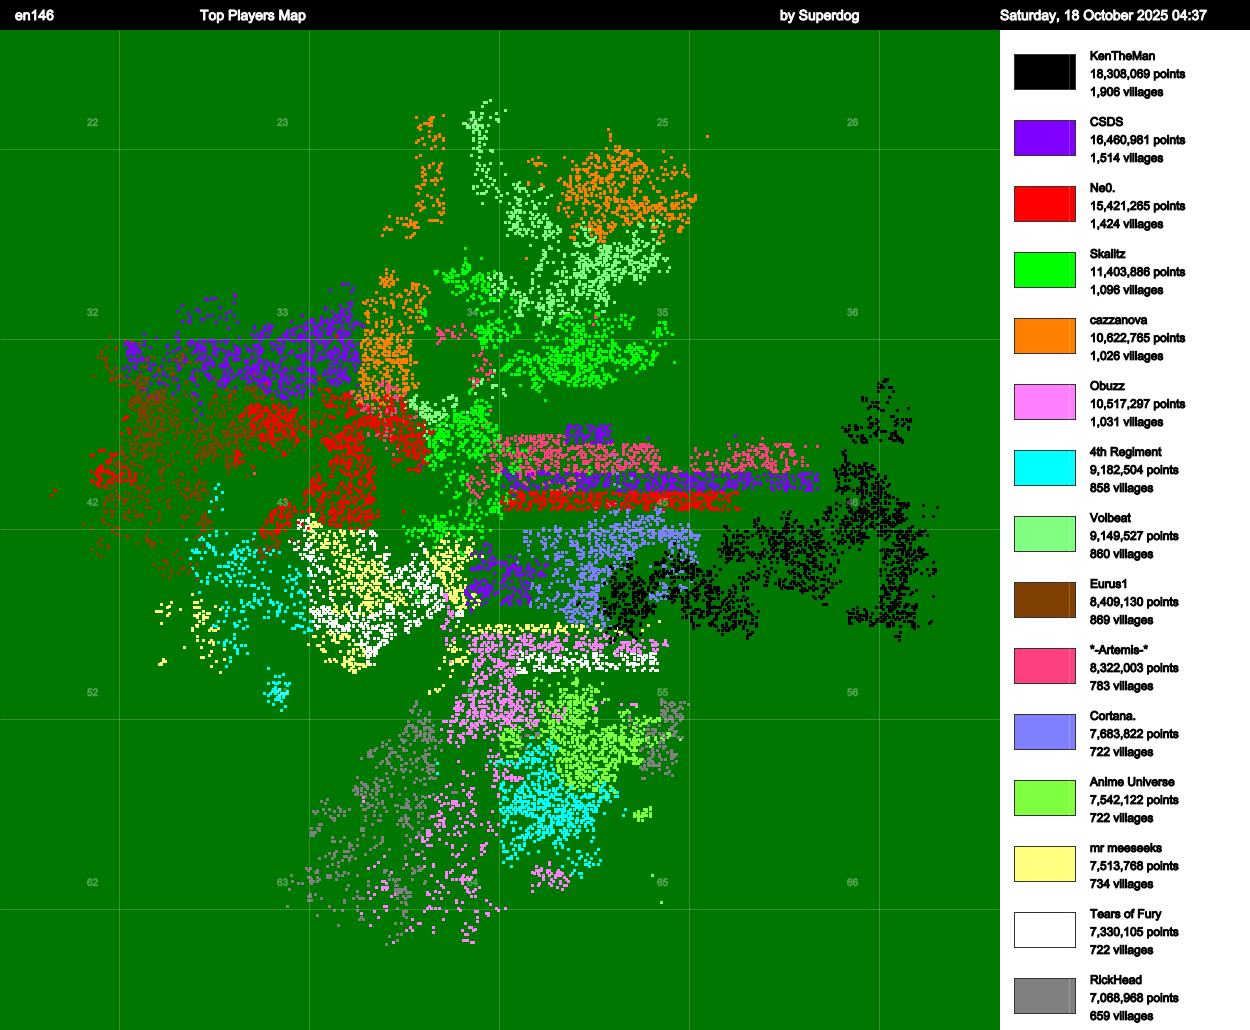 en146 Top Players Map by Superdog Saturday, 18 October 2025 04:37
KenTheMan
18,308,069 points
1,906 villages
CSDS
16,460,981 points
1,514 villages
Ne0.
15,421,265 points
1,424 villages
Skalitz
11,403,886 points
1,096 villages
cazzanova
10,622,765 points
1,026 villages
Obuzz
10,517,297 points
1,031 villages
4th Regiment
9,182,504 points
858 villages
Volbeat
9,149,527 points
860 villages
Eurus1
8,409,130 points
869 villages
*-Artemis-*
8,322,003 points
783 villages
Cortana.
7,683,822 points
722 villages
Anime Universe
7,542,122 points
722 villages
mr meeseeks
7,513,768 points
734 villages
Tears of Fury
7,330,105 points
722 villages
RickHead
7,068,968 points
659 villages
22 23 25 26
32 33 34 35 36
42 43 44 45
52 55 56
62 63 64 65 66